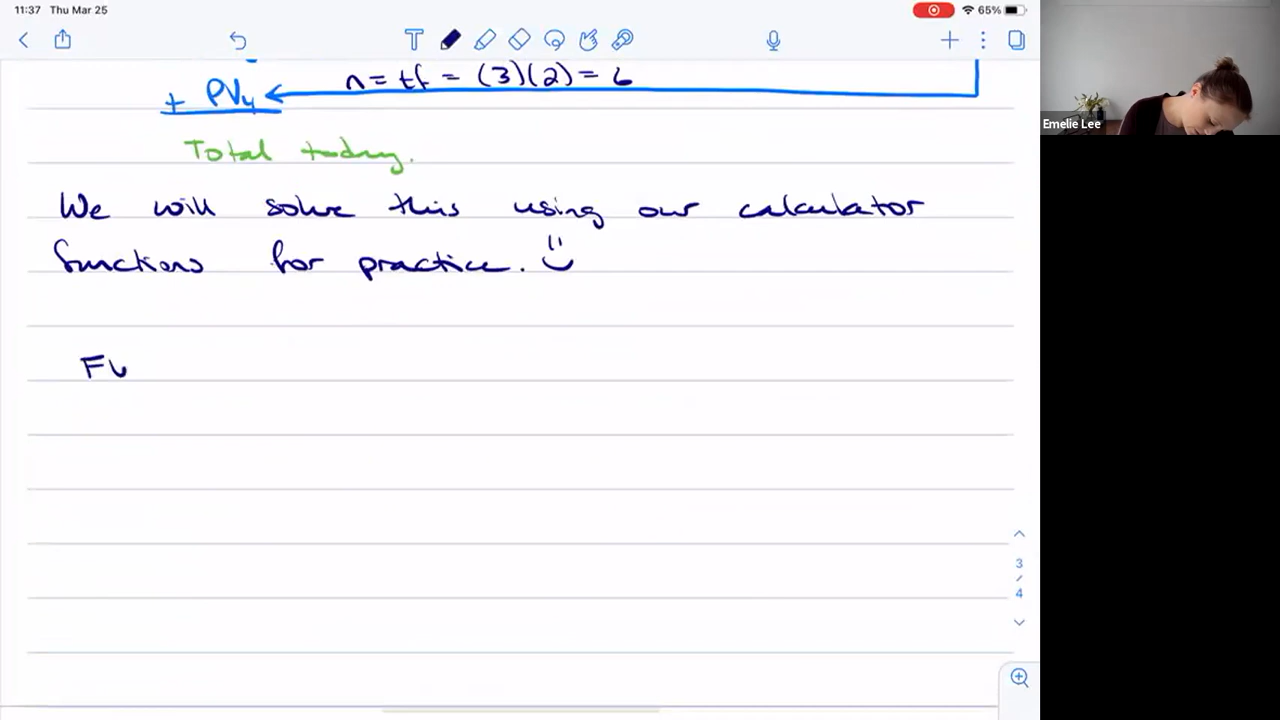 11:37 Thu Mar 25
65%
n = tf = (3)(2) = 6
+ PV4
Emelie Lee
Total today.
We will solve this using our calculator
functions for practice.
FV
3
4